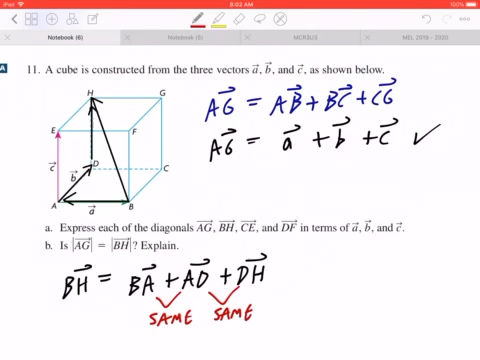 iPad
8:02 AM
100%
Notebook (6)
Notebook (6)
MCR3U/3
MEL 2019 - 2020
A
11. A cube is constructed from the three vectors a⃗, b⃗, and c⃗, as shown below.
H G
E F
D C
A B
c⃗
b⃗
a⃗
AG⃗ = AB⃗ + BC⃗ + CG⃗
AG⃗ = a⃗ + b⃗ + c⃗ ✓
a. Express each of the diagonals AG⃗, BH⃗, CE⃗, and DF⃗ in terms of a⃗, b⃗, and c⃗.
b. Is |AG⃗| = |BH⃗|? Explain.
BH⃗ = BA⃗ + AD⃗ + DH⃗
SAME SAME